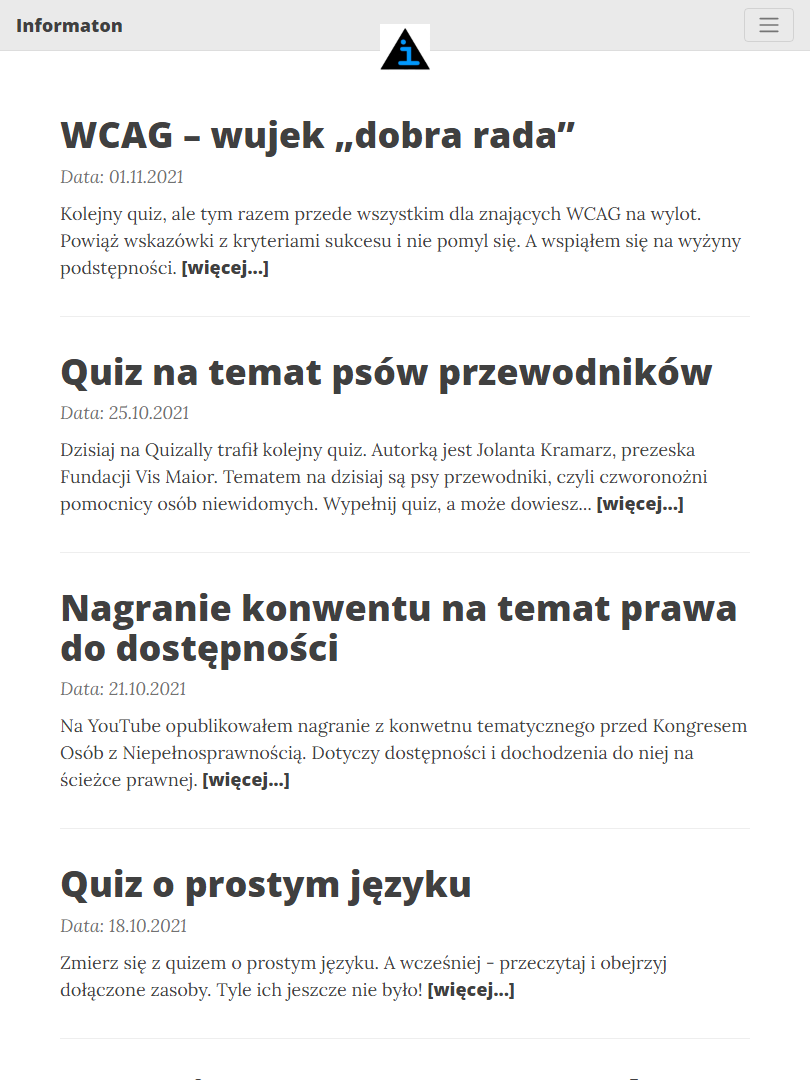 Informaton
i
WCAG – wujek „dobra rada”
Data: 01.11.2021
Kolejny quiz, ale tym razem przede wszystkim dla znających WCAG na wylot.
Powiąż wskazówki z kryteriami sukcesu i nie pomyl się. A wspiąłem się na wyżyny
podstępności. [więcej...]
Quiz na temat psów przewodników
Data: 25.10.2021
Dzisiaj na Quizally trafił kolejny quiz. Autorką jest Jolanta Kramarz, prezeska
Fundacji Vis Maior. Tematem na dzisiaj są psy przewodniki, czyli czworonożni
pomocnicy osób niewidomych. Wypełnij quiz, a może dowiesz... [więcej...]
Nagranie konwentu na temat prawa
do dostępności
Data: 21.10.2021
Na YouTube opublikowałem nagranie z konwetnu tematycznego przed Kongresem
Osób z Niepełnosprawnością. Dotyczy dostępności i dochodzenia do niej na
ścieżce prawnej. [więcej...]
Quiz o prostym języku
Data: 18.10.2021
Zmierz się z quizem o prostym języku. A wcześniej - przeczytaj i obejrzyj
dołączone zasoby. Tyle ich jeszcze nie było! [więcej...]